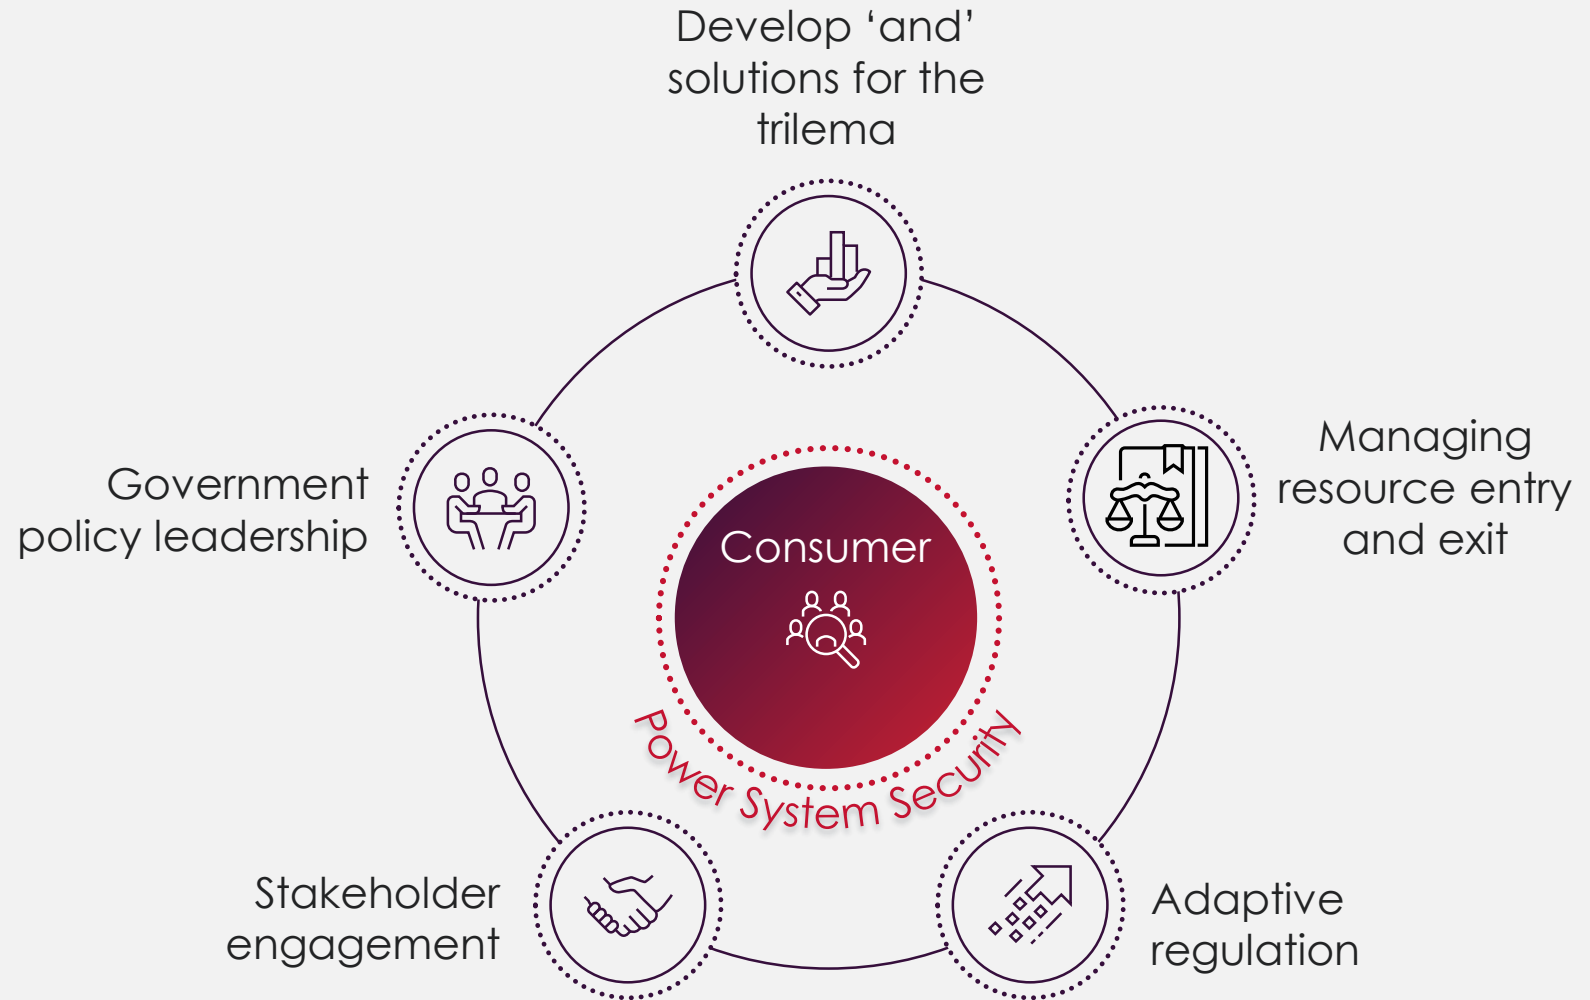 Develop ‘and’
solutions for the
trilema
Managing
resource entry
and exit
Government
policy leadership
Consumer
Power System Security
Stakeholder
engagement
Adaptive
regulation